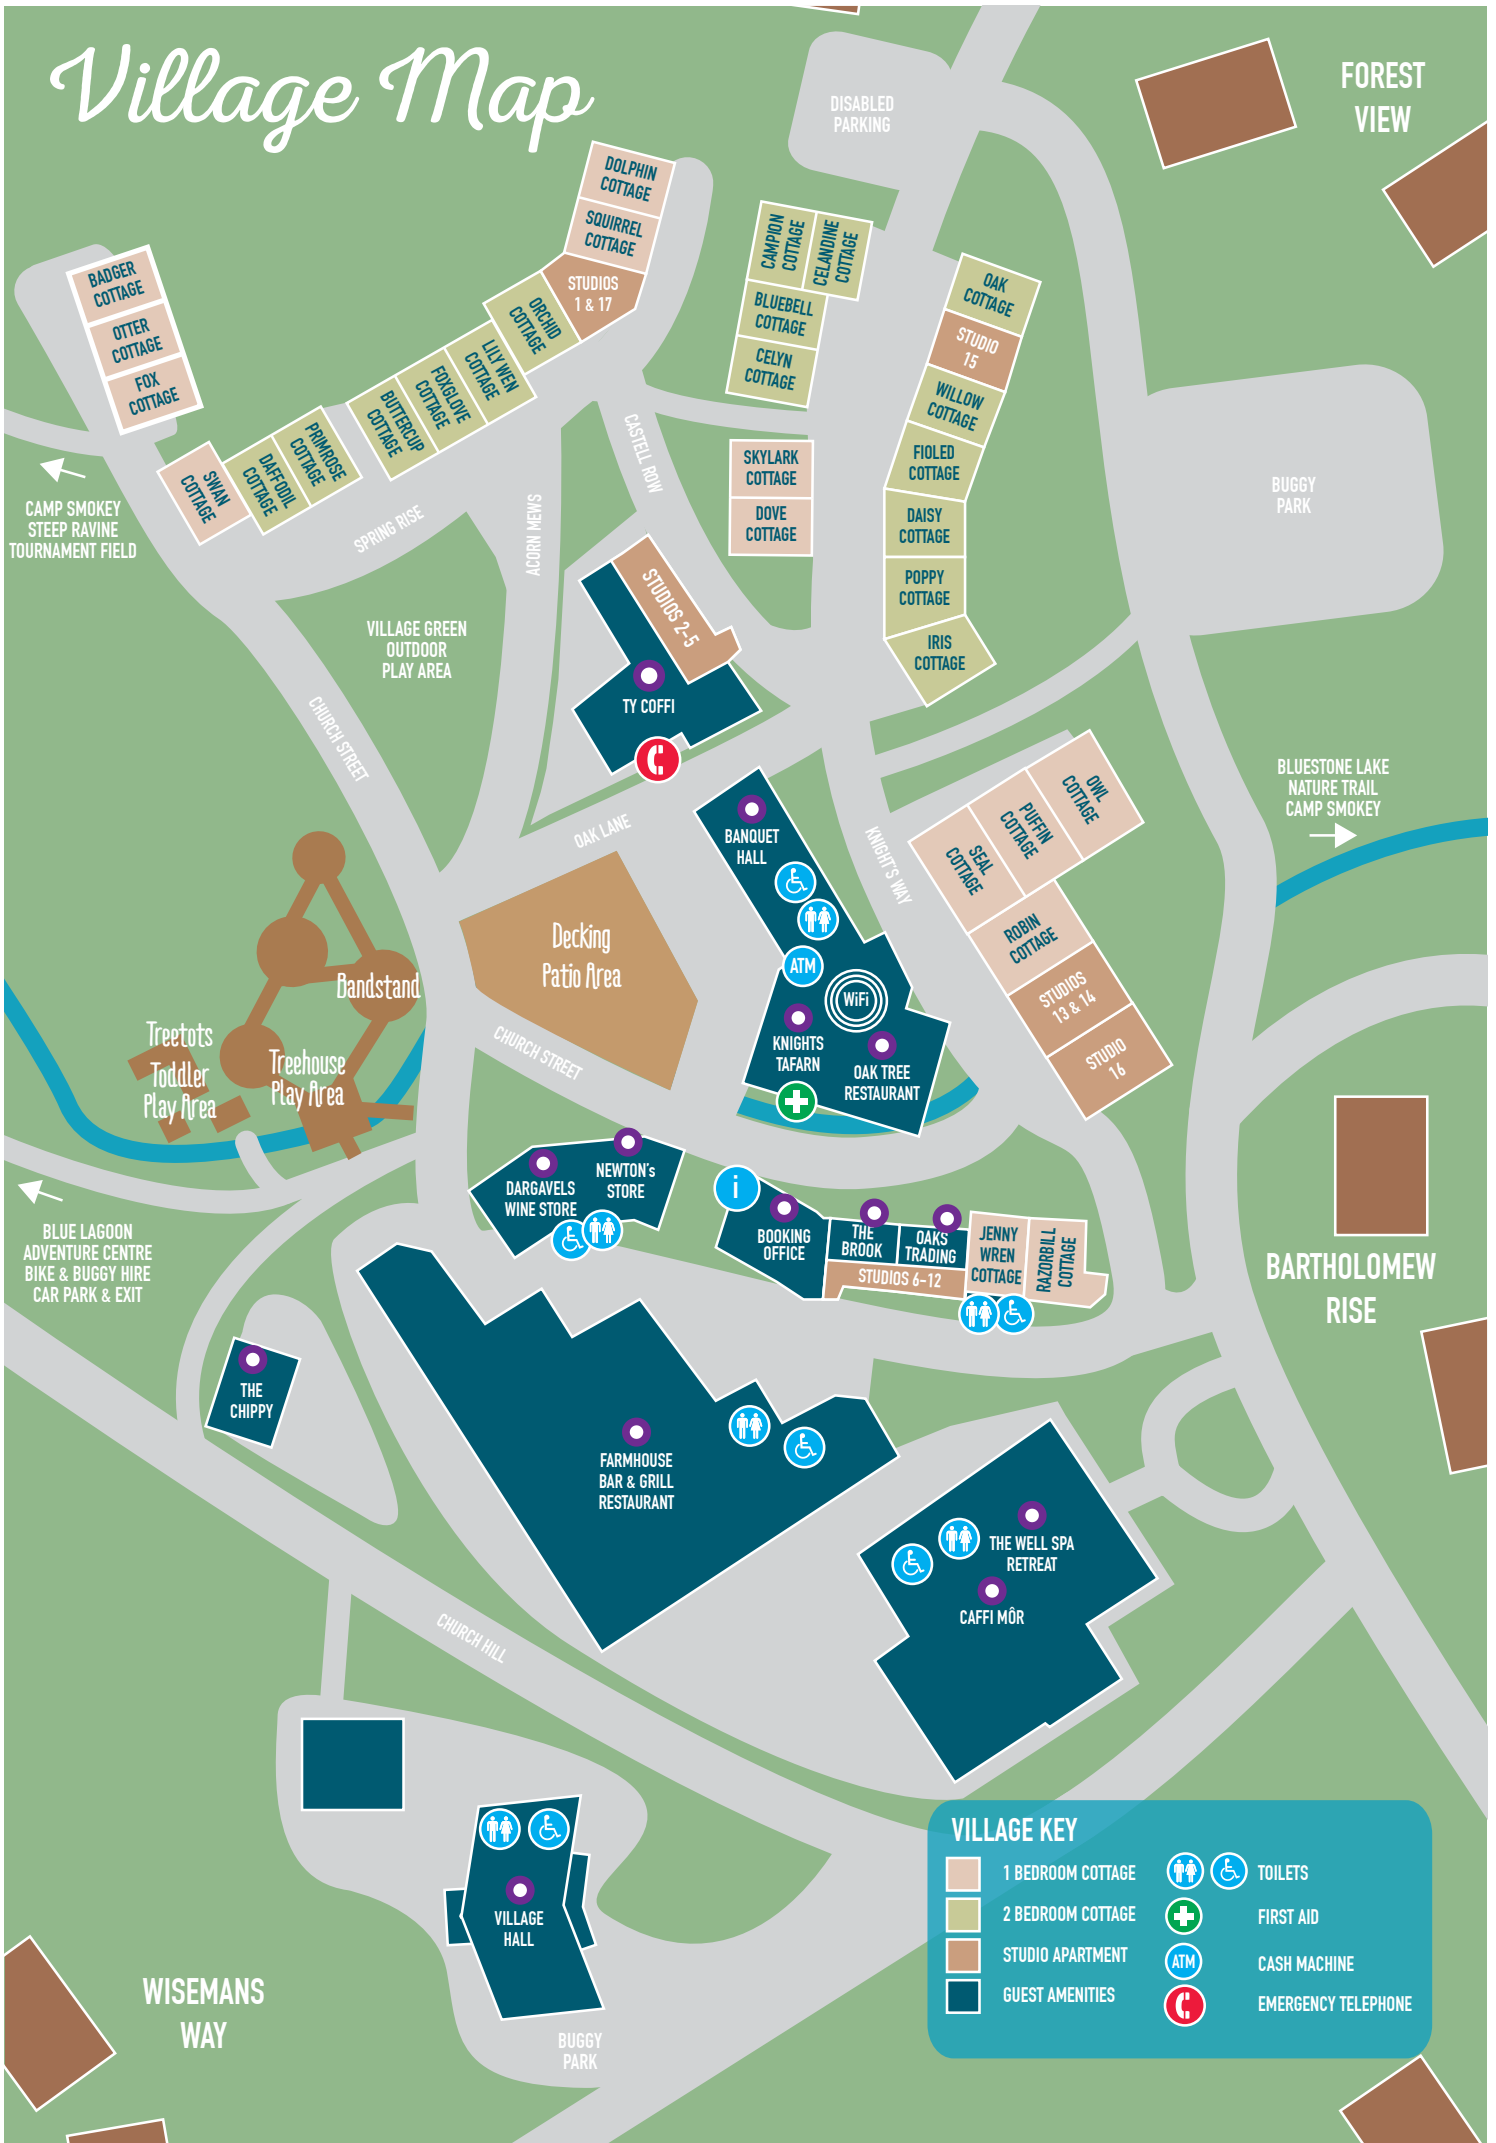 Village Map
FOREST
VIEW
DISABLED
PARKING
DOLPHIN
COTTAGE
SQUIRREL
COTTAGE
STUDIOS
1 & 17
ORCHID
COTTAGE
LILY WEN
COTTAGE
FOXGLOVE
COTTAGE
BUTTERCUP
COTTAGE
PRIMROSE
COTTAGE
DAFFODIL
COTTAGE
SWAN
COTTAGE
BADGER
COTTAGE
OTTER
COTTAGE
FOX
COTTAGE
CAMPION
COTTAGE
CELANDINE
COTTAGE
BLUEBELL
COTTAGE
CELYN
COTTAGE
OAK
COTTAGE
STUDIO
15
WILLOW
COTTAGE
FIOLED
COTTAGE
DAISY
COTTAGE
POPPY
COTTAGE
IRIS
COTTAGE
SKYLARK
COTTAGE
DOVE
COTTAGE
BUGGY
PARK
CAMP SMOKEY
STEEP RAVINE
TOURNAMENT FIELD
SPRING RISE
ACORN MEWS
CASTELL ROW
VILLAGE GREEN
OUTDOOR
PLAY AREA
STUDIOS 2-5
TY COFFI
CHURCH STREET
OAK LANE
BLUESTONE LAKE
NATURE TRAIL
CAMP SMOKEY
OWL
COTTAGE
PUFFIN
COTTAGE
SEAL
COTTAGE
ROBIN
COTTAGE
STUDIOS
13 & 14
STUDIO
16
KNIGHT'S WAY
BANQUET
HALL
ATM
WiFi
KNIGHTS
TAFARN
OAK TREE
RESTAURANT
Decking
Patio Area
CHURCH STREET
Bandstand
Treetots
Toddler
Play Area
Treehouse
Play Area
DARGAVELS
WINE STORE
NEWTON's
STORE
i
BOOKING
OFFICE
THE
BROOK
OAKS
TRADING
STUDIOS 6-12
JENNY
WREN
COTTAGE
RAZORBILL
COTTAGE
BLUE LAGOON
ADVENTURE CENTRE
BIKE & BUGGY HIRE
CAR PARK & EXIT
BARTHOLOMEW
RISE
THE
CHIPPY
FARMHOUSE
BAR & GRILL
RESTAURANT
THE WELL SPA
RETREAT
CAFFI MÔR
CHURCH HILL
VILLAGE
HALL
BUGGY
PARK
WISEMANS
WAY
VILLAGE KEY
1 BEDROOM COTTAGE
2 BEDROOM COTTAGE
STUDIO APARTMENT
GUEST AMENITIES
TOILETS
FIRST AID
ATM
CASH MACHINE
EMERGENCY TELEPHONE